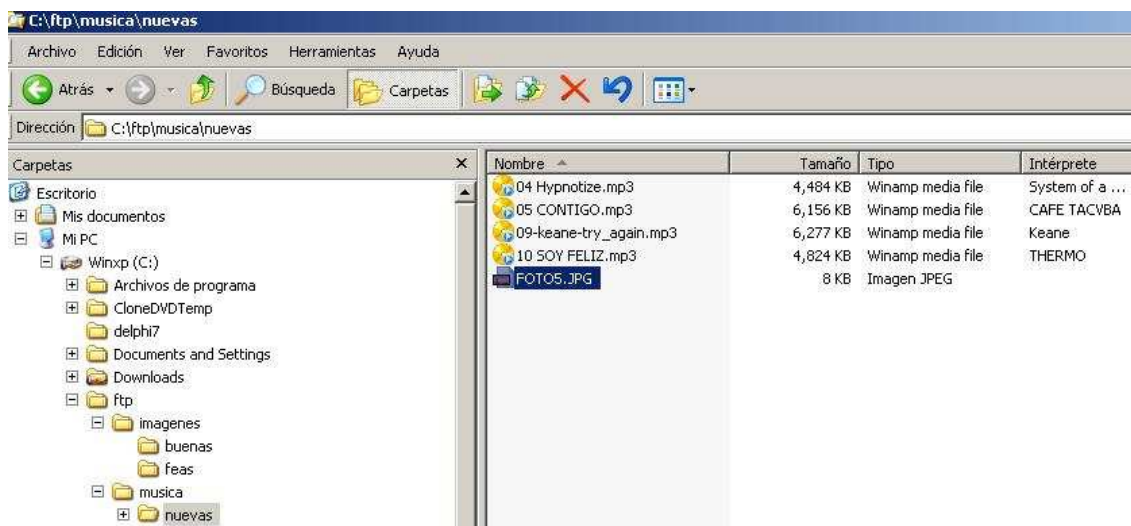 C:\ftp\musica\nuevas
Archivo Edición Ver Favoritos Herramientas Ayuda
Atrás Búsqueda Carpetas
Dirección C:\ftp\musica\nuevas
Carpetas
Escritorio
Mis documentos
Mi PC
Winxp (C:)
Archivos de programa
CloneDVDTemp
delphi7
Documents and Settings
Downloads
ftp
imagenes
buenas
feas
musica
nuevas
Nombre Tamaño Tipo Intérprete
04 Hypnotize.mp3 4,484 KB Winamp media file System of a ...
05 CONTIGO.mp3 6,156 KB Winamp media file CAFE TACVBA
09-keane-try_again.mp3 6,277 KB Winamp media file Keane
10 SOY FELIZ.mp3 4,824 KB Winamp media file THERMO
FOTO5.JPG 8 KB Imagen JPEG